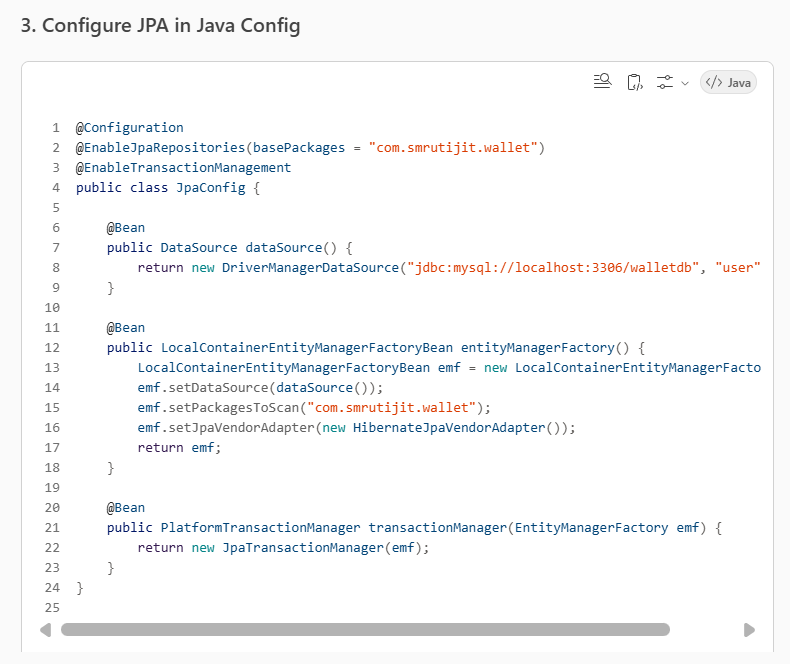 3. Configure JPA in Java Config
</> Java
1 @Configuration
2 @EnableJpaRepositories(basePackages = "com.smrutijit.wallet")
3 @EnableTransactionManagement
4 public class JpaConfig {
5
6     @Bean
7     public DataSource dataSource() {
8         return new DriverManagerDataSource("jdbc:mysql://localhost:3306/walletdb", "user"
9     }
10
11     @Bean
12     public LocalContainerEntityManagerFactoryBean entityManagerFactory() {
13         LocalContainerEntityManagerFactoryBean emf = new LocalContainerEntityManagerFacto
14         emf.setDataSource(dataSource());
15         emf.setPackagesToScan("com.smrutijit.wallet");
16         emf.setJpaVendorAdapter(new HibernateJpaVendorAdapter());
17         return emf;
18     }
19
20     @Bean
21     public PlatformTransactionManager transactionManager(EntityManagerFactory emf) {
22         return new JpaTransactionManager(emf);
23     }
24 }
25